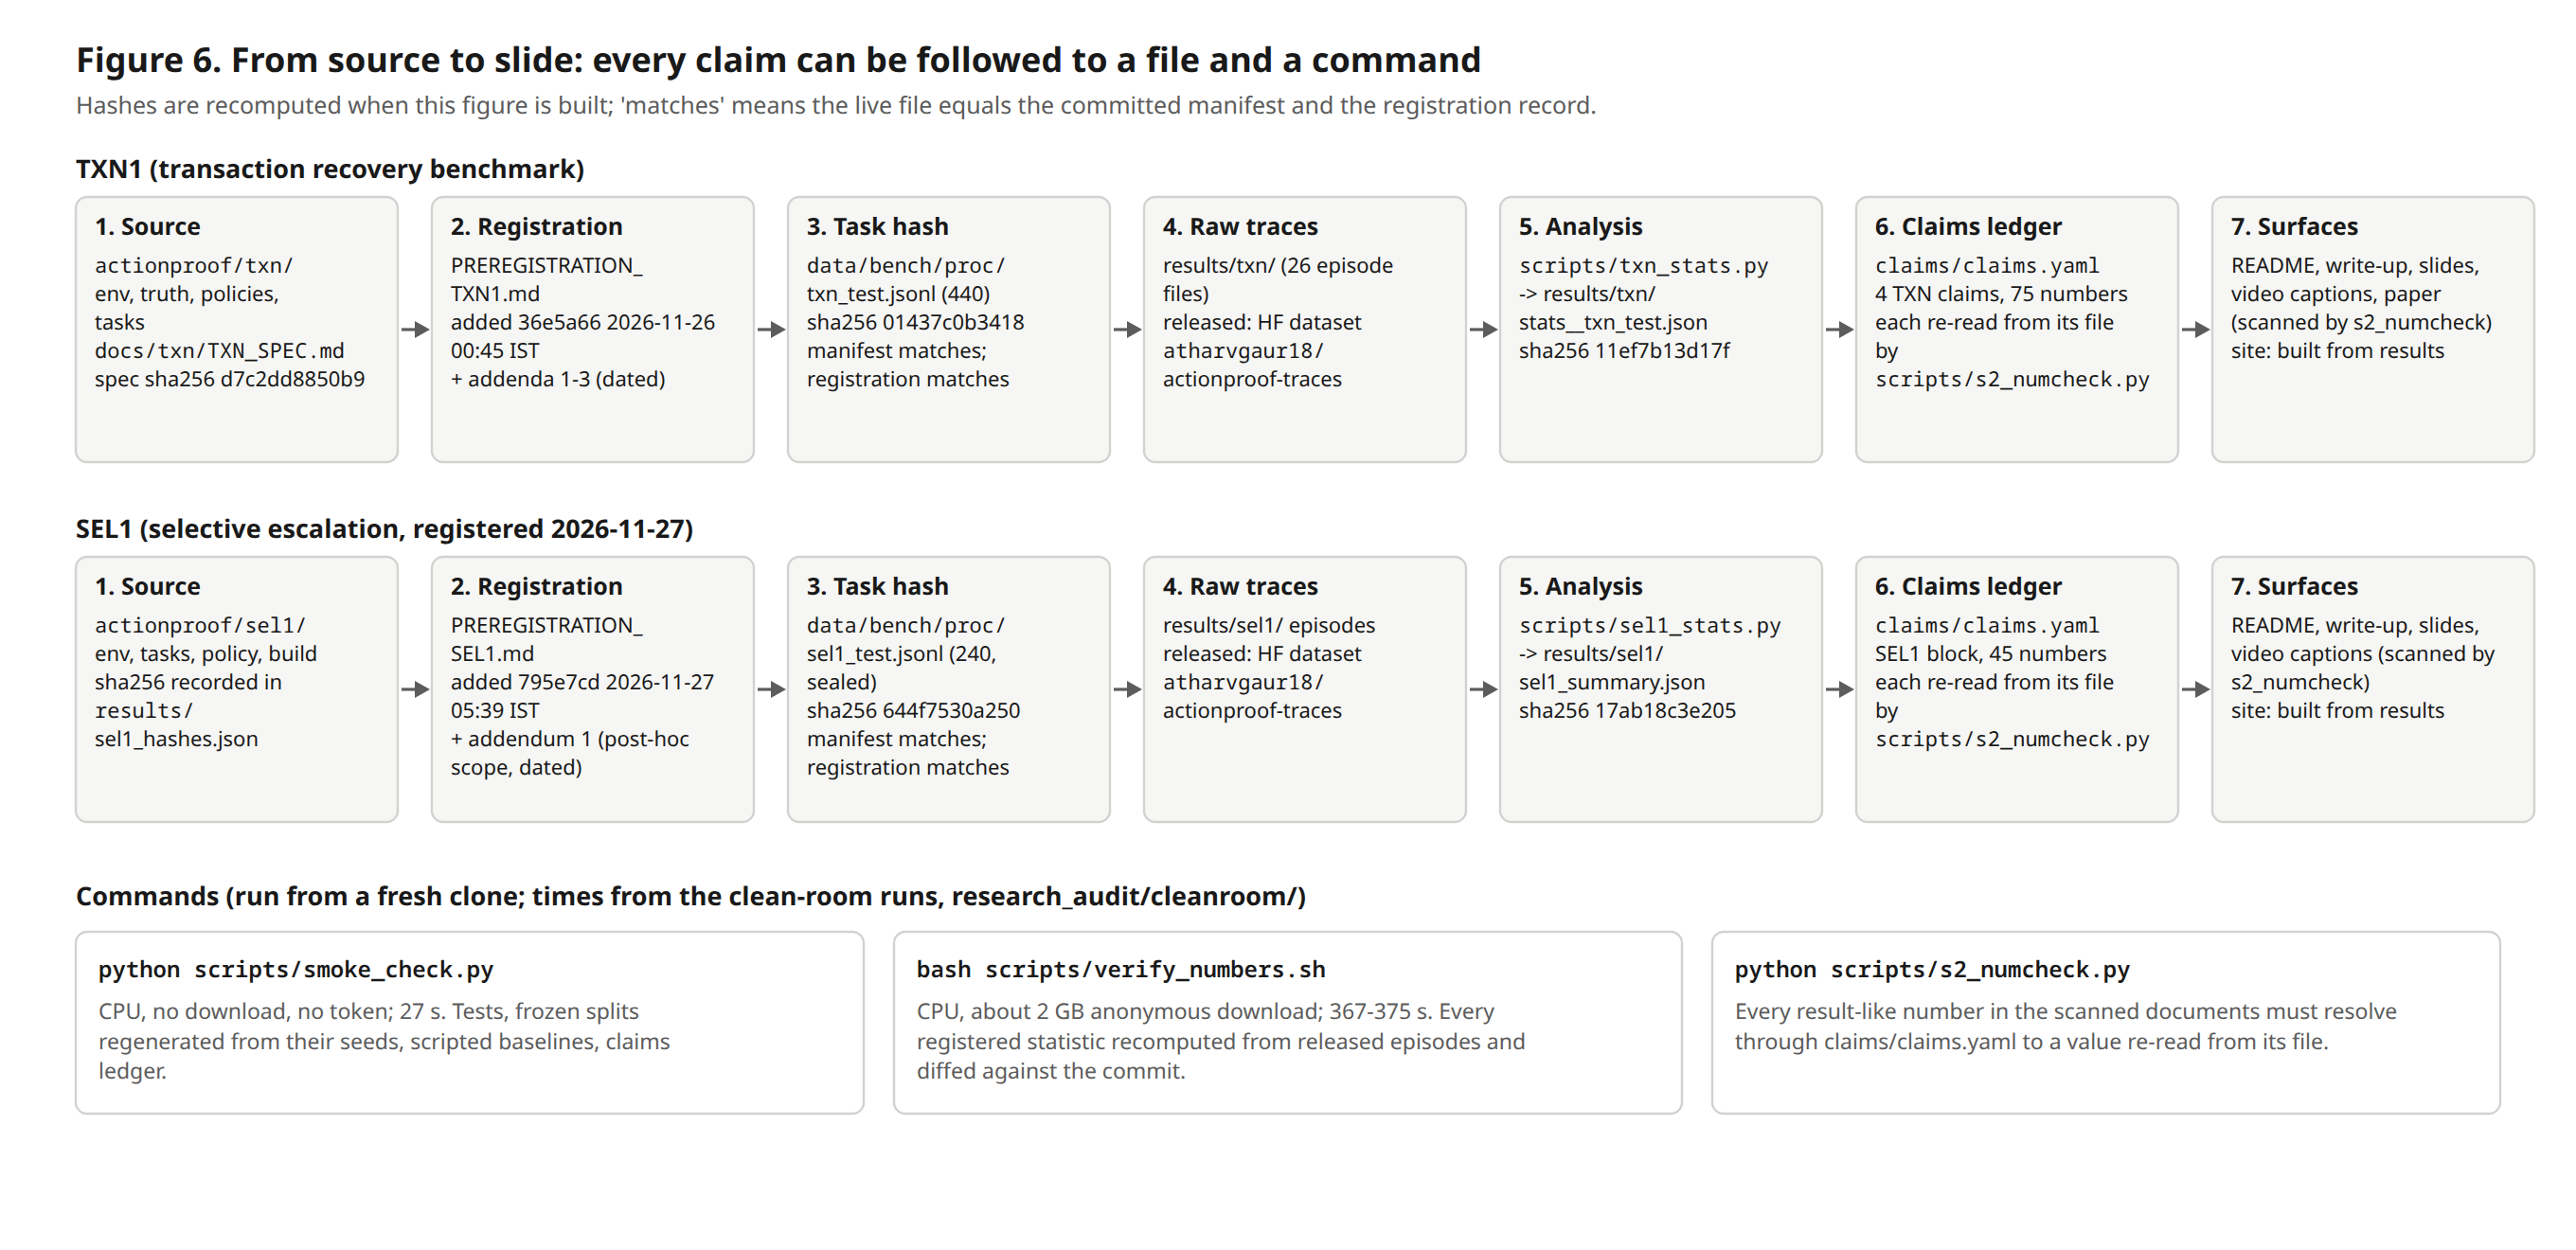 Figure 6. From source to slide: every claim can be followed to a file and a command
Hashes are recomputed when this figure is built; 'matches' means the live file equals the committed manifest and the registration record.
TXN1 (transaction recovery benchmark)
1. Source
actionproof/txn/
env, truth, policies,
tasks
docs/txn/TXN_SPEC.md
spec sha256 d7c2dd8850b9
2. Registration
PREREGISTRATION_
TXN1.md
added 36e5a66 2026-11-26
00:45 IST
+ addenda 1-3 (dated)
3. Task hash
data/bench/proc/
txn_test.jsonl (440)
sha256 01437c0b3418
manifest matches;
registration matches
4. Raw traces
results/txn/ (26 episode
files)
released: HF dataset
atharvgaur18/
actionproof-traces
5. Analysis
scripts/txn_stats.py
-> results/txn/
stats__txn_test.json
sha256 11ef7b13d17f
6. Claims ledger
claims/claims.yaml
4 TXN claims, 75 numbers
each re-read from its file
by
scripts/s2_numcheck.py
7. Surfaces
README, write-up, slides,
video captions, paper
(scanned by s2_numcheck)
site: built from results
SEL1 (selective escalation, registered 2026-11-27)
1. Source
actionproof/sel1/
env, tasks, policy, build
sha256 recorded in
results/
sel1_hashes.json
2. Registration
PREREGISTRATION_
SEL1.md
added 795e7cd 2026-11-27
05:39 IST
+ addendum 1 (post-hoc
scope, dated)
3. Task hash
data/bench/proc/
sel1_test.jsonl (240,
sealed)
sha256 644f7530a250
manifest matches;
registration matches
4. Raw traces
results/sel1/ episodes
released: HF dataset
atharvgaur18/
actionproof-traces
5. Analysis
scripts/sel1_stats.py
-> results/sel1/
sel1_summary.json
sha256 17ab18c3e205
6. Claims ledger
claims/claims.yaml
SEL1 block, 45 numbers
each re-read from its file
by
scripts/s2_numcheck.py
7. Surfaces
README, write-up, slides,
video captions (scanned by
s2_numcheck)
site: built from results
Commands (run from a fresh clone; times from the clean-room runs, research_audit/cleanroom/)
python scripts/smoke_check.py
CPU, no download, no token; 27 s. Tests, frozen splits
regenerated from their seeds, scripted baselines, claims
ledger.
bash scripts/verify_numbers.sh
CPU, about 2 GB anonymous download; 367-375 s. Every
registered statistic recomputed from released episodes and
diffed against the commit.
python scripts/s2_numcheck.py
Every result-like number in the scanned documents must resolve
through claims/claims.yaml to a value re-read from its file.